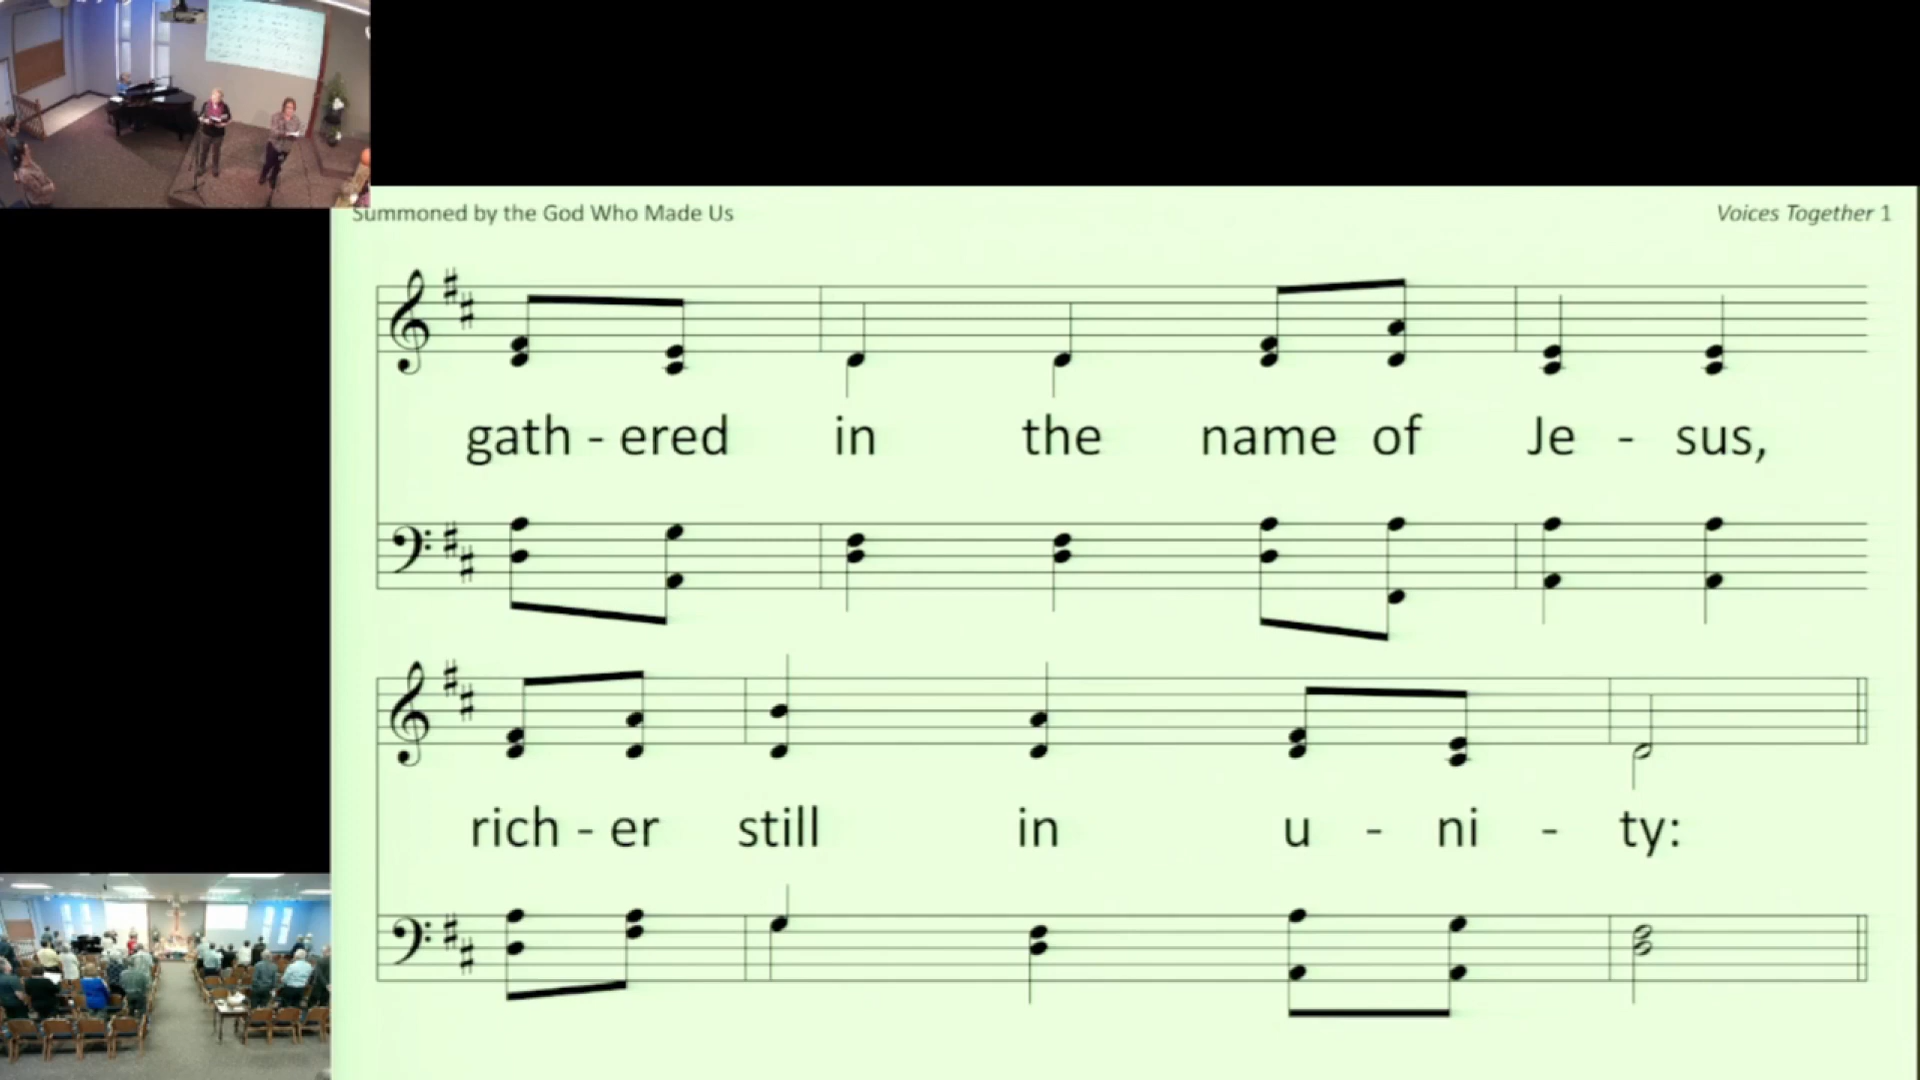 Summoned by the God Who Made Us
Voices Together 1
gath - ered in the name of Je - sus,
rich - er still in u - ni - ty: